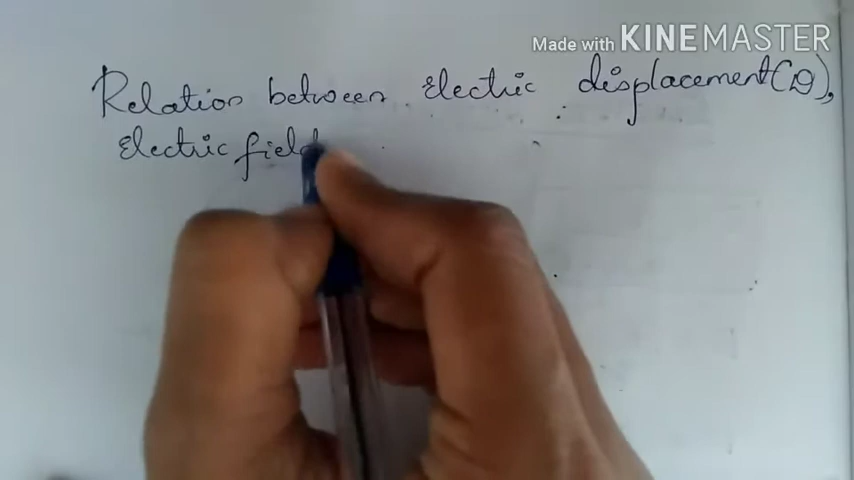 Made with KINEMASTER
Relation between Electric displacement (D),
Electric field